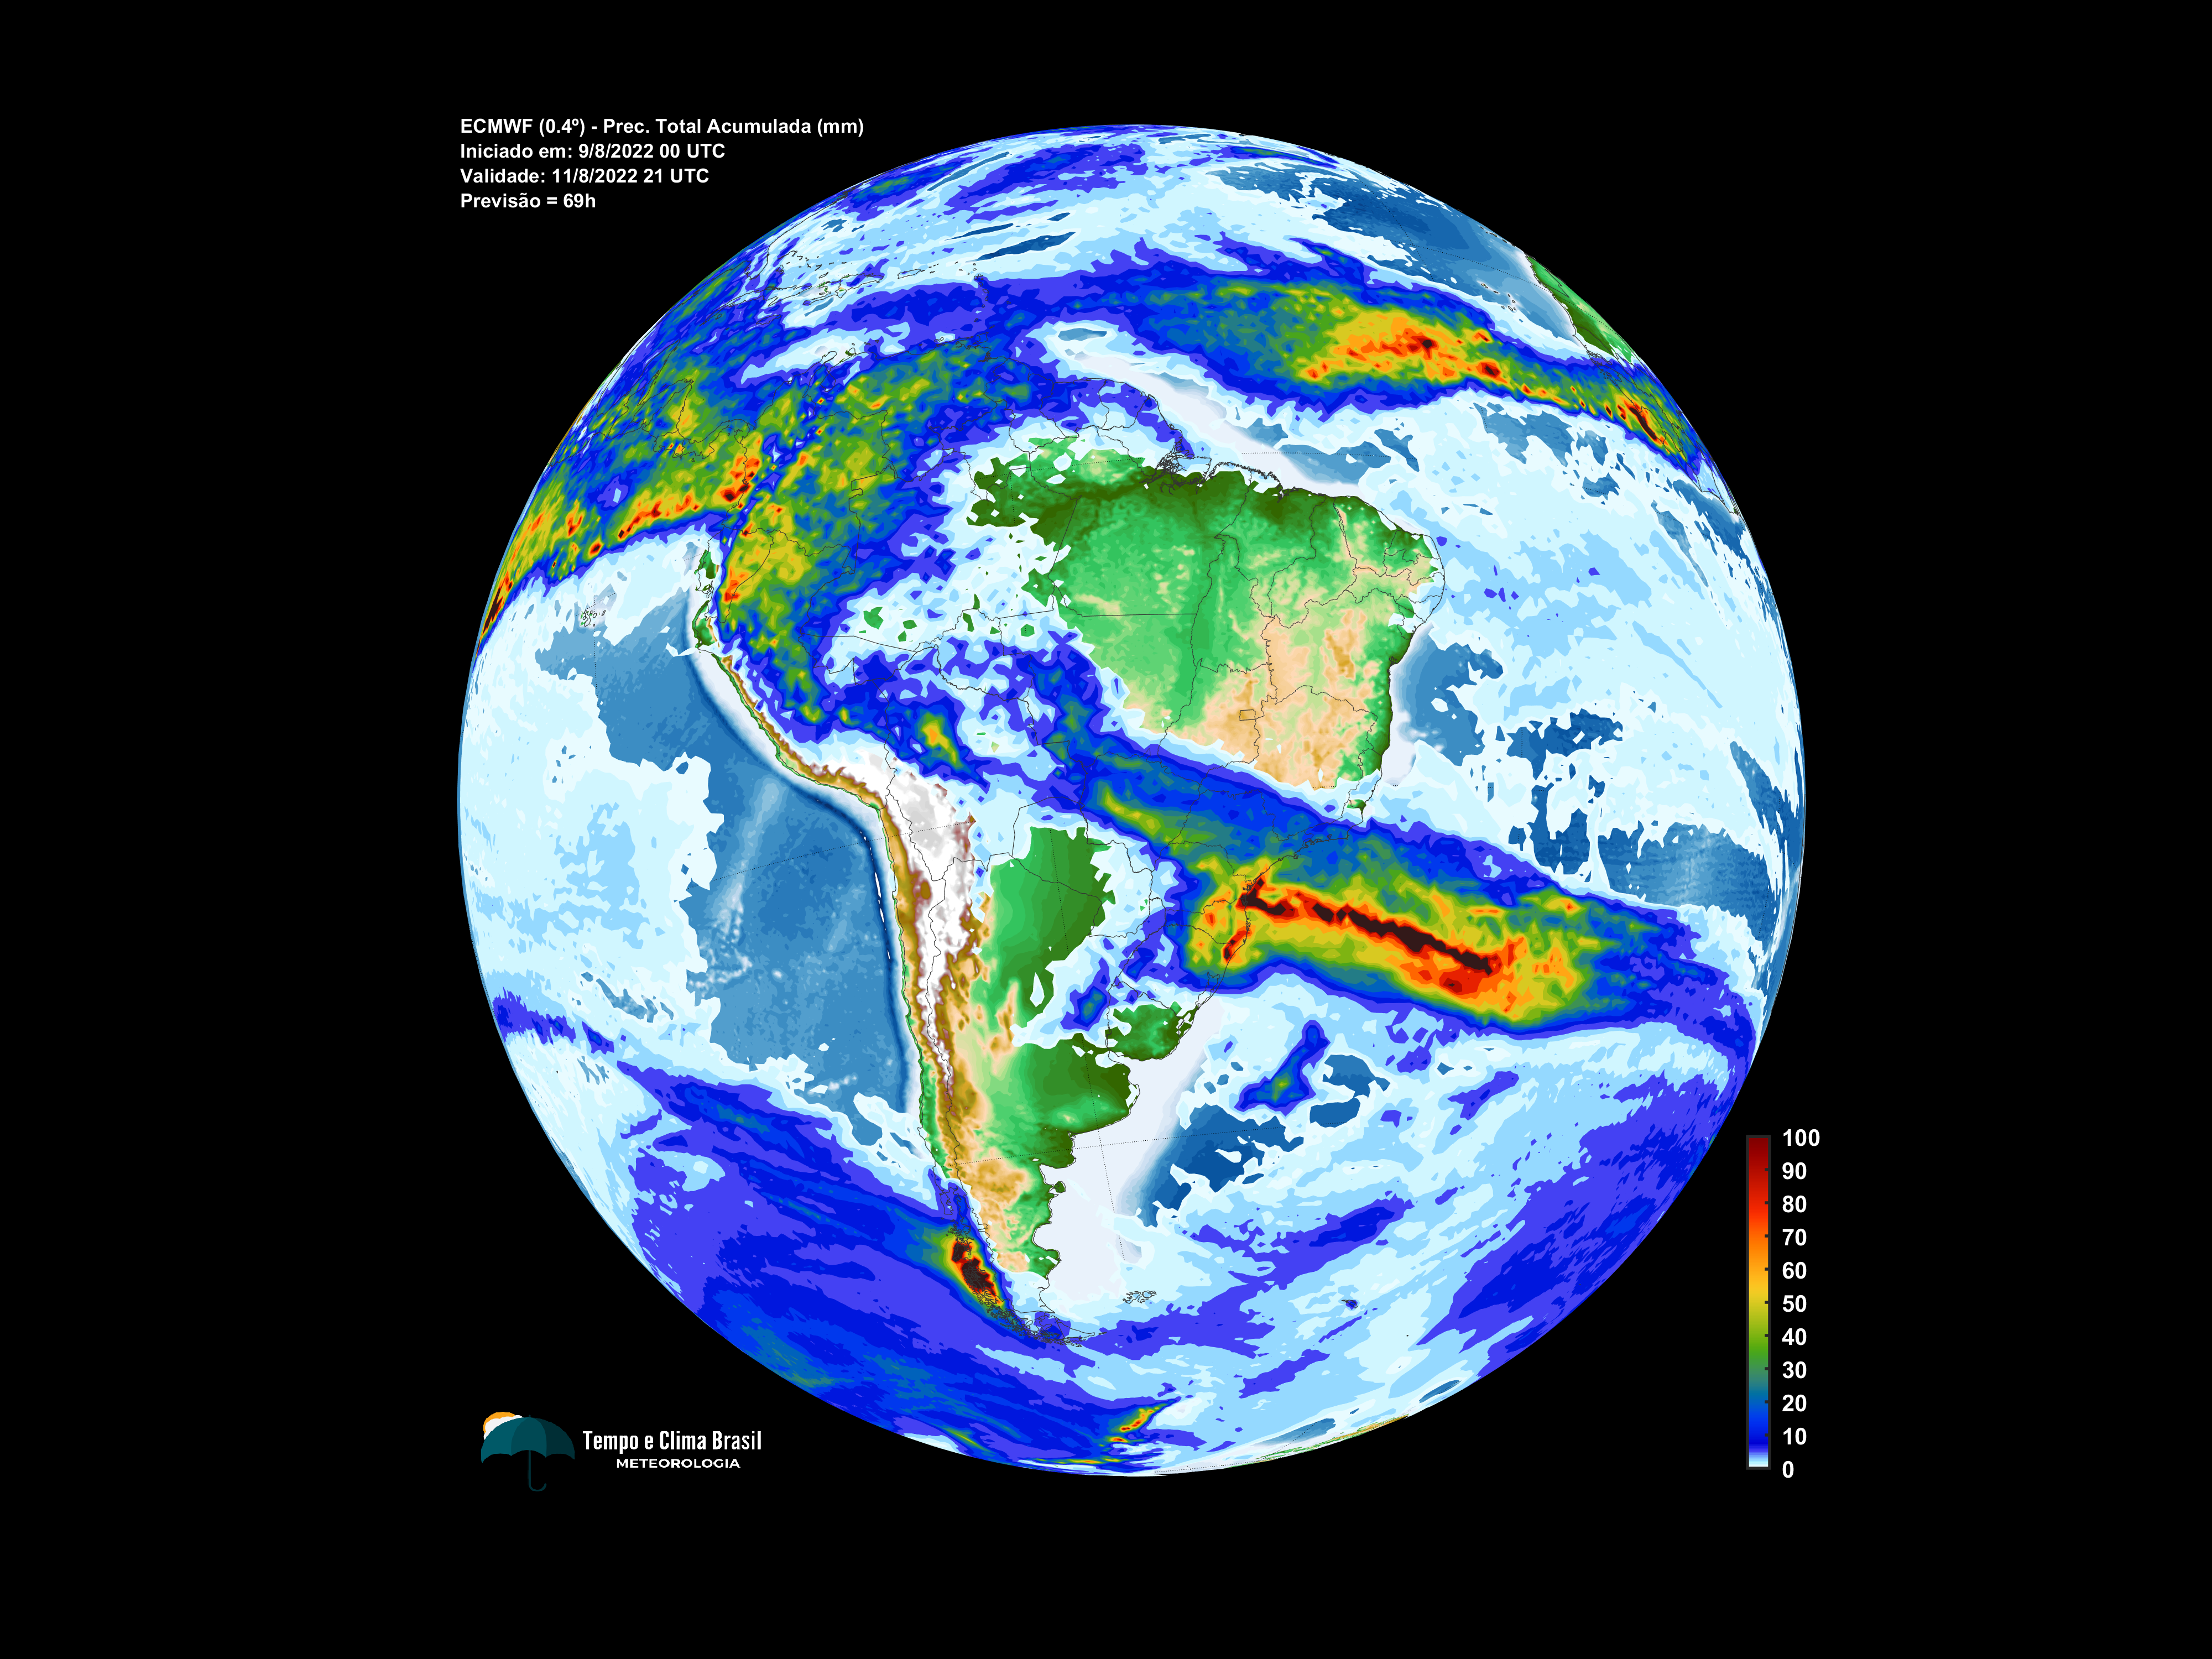 ECMWF (0.4º) - Prec. Total Acumulada (mm)
Iniciado em: 9/8/2022 00 UTC
Validade: 11/8/2022 21 UTC
Previsão = 69h
100
90
80
70
60
50
40
30
20
10
0
Tempo e Clima Brasil
METEOROLOGIA